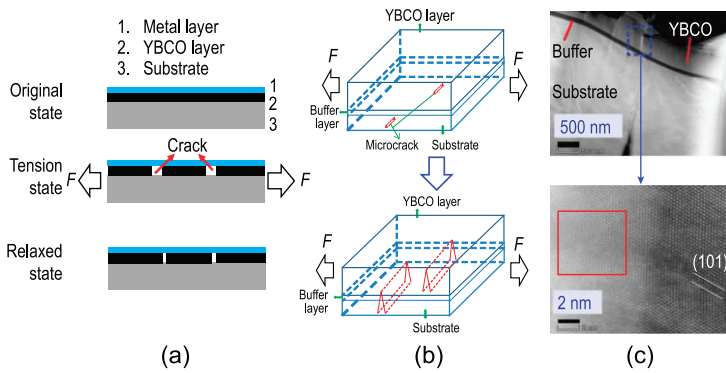 1. Metal layer
2. YBCO layer
3. Substrate
Original state
1
2
3
Crack
Tension state
F
F
Relaxed state
(a)
YBCO layer
F
F
Buffer layer
Microcrack
Substrate
YBCO layer
F
F
Buffer layer
Substrate
(b)
YBCO
Buffer
Substrate
500 nm
(101)
2 nm
(c)